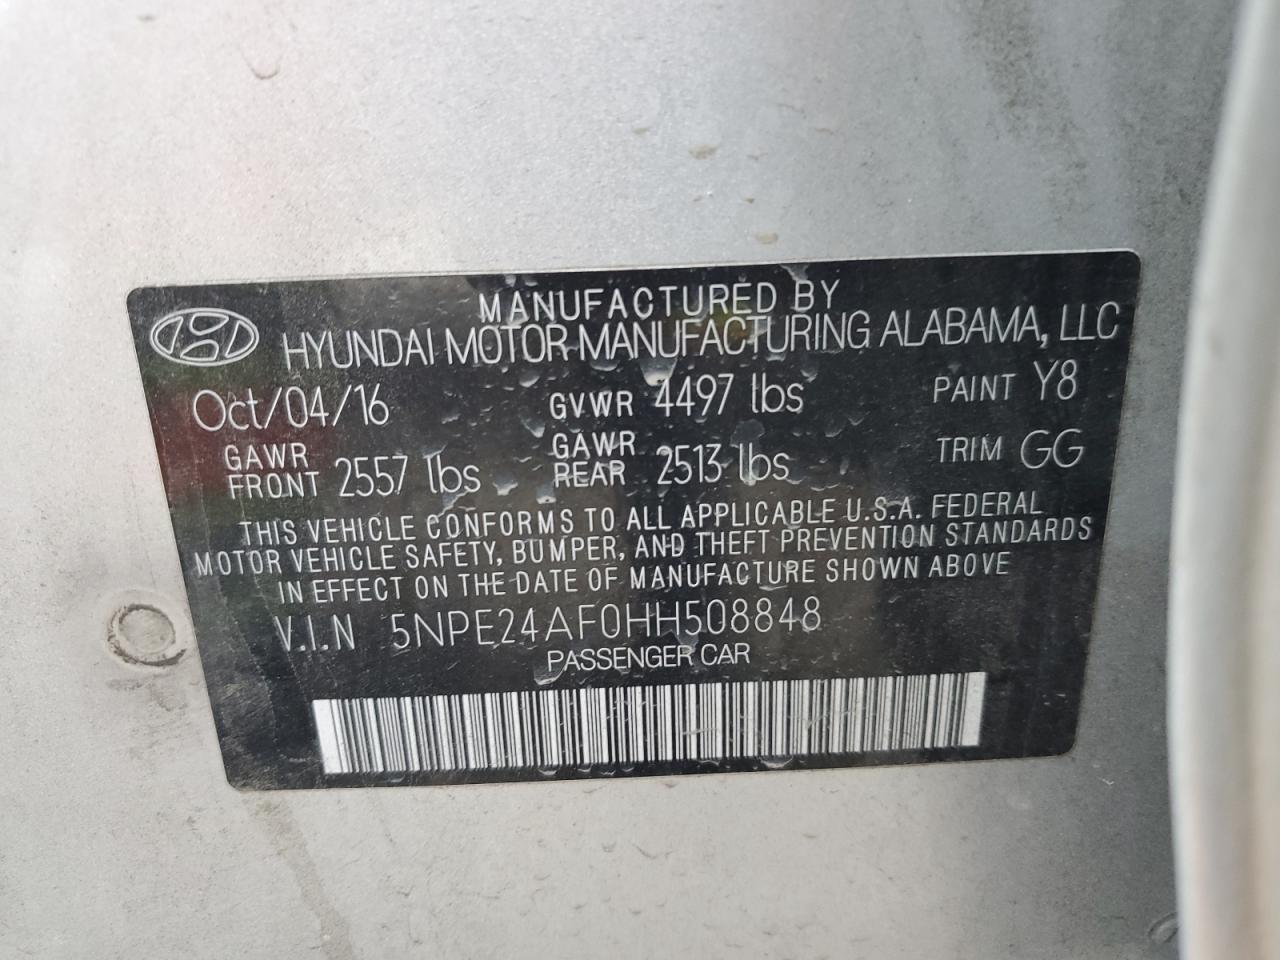 MANUFACTURED BY
HYUNDAI MOTOR MANUFACTURING ALABAMA, LLC
Oct/04/16 GVWR 4497 lbs PAINT Y8
GAWR FRONT 2557 lbs GAWR REAR 2513 lbs TRIM GG
THIS VEHICLE CONFORMS TO ALL APPLICABLE U.S.A. FEDERAL
MOTOR VEHICLE SAFETY, BUMPER, AND THEFT PREVENTION STANDARDS
IN EFFECT ON THE DATE OF MANUFACTURE SHOWN ABOVE
V.I.N 5NPE24AF0HH508848
PASSENGER CAR